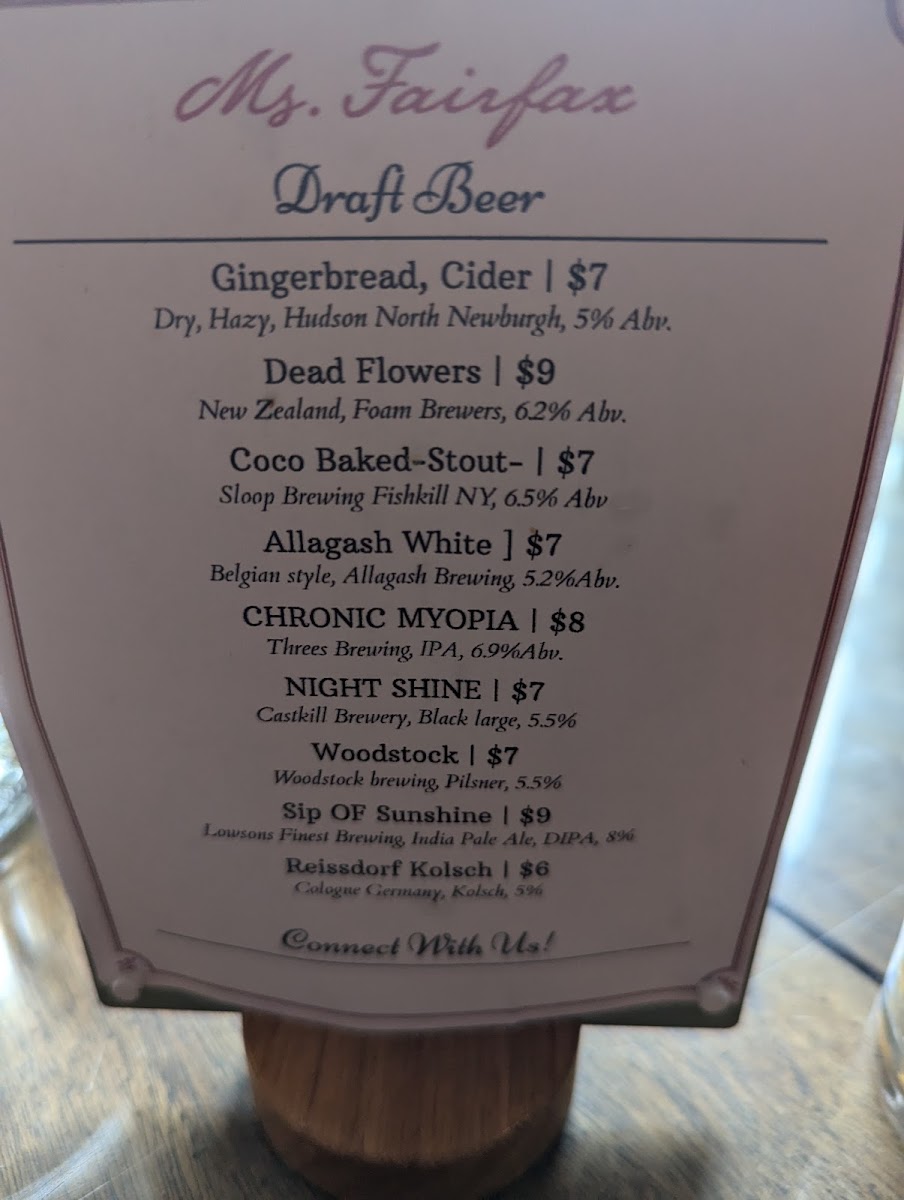 Ms. Fairfax
Draft Beer
Gingerbread, Cider | $7
Dry, Hazy, Hudson North Newburgh, 5% Abv.
Dead Flowers | $9
New Zealand, Foam Brewers, 6.2% Abv.
Coco Baked-Stout- | $7
Sloop Brewing Fishkill NY, 6.5% Abv
Allagash White ] $7
Belgian style, Allagash Brewing, 5.2%Abv.
CHRONIC MYOPIA | $8
Threes Brewing, IPA, 6.9%Abv.
NIGHT SHINE | $7
Castkill Brewery, Black large, 5.5%
Woodstock | $7
Woodstock brewing, Pilsner, 5.5%
Sip OF Sunshine | $9
Lowsons Finest Brewing, India Pale Ale, DIPA, 8%
Reissdorf Kolsch | $6
Cologne Germany, Kolsch, 5%
Connect With Us!